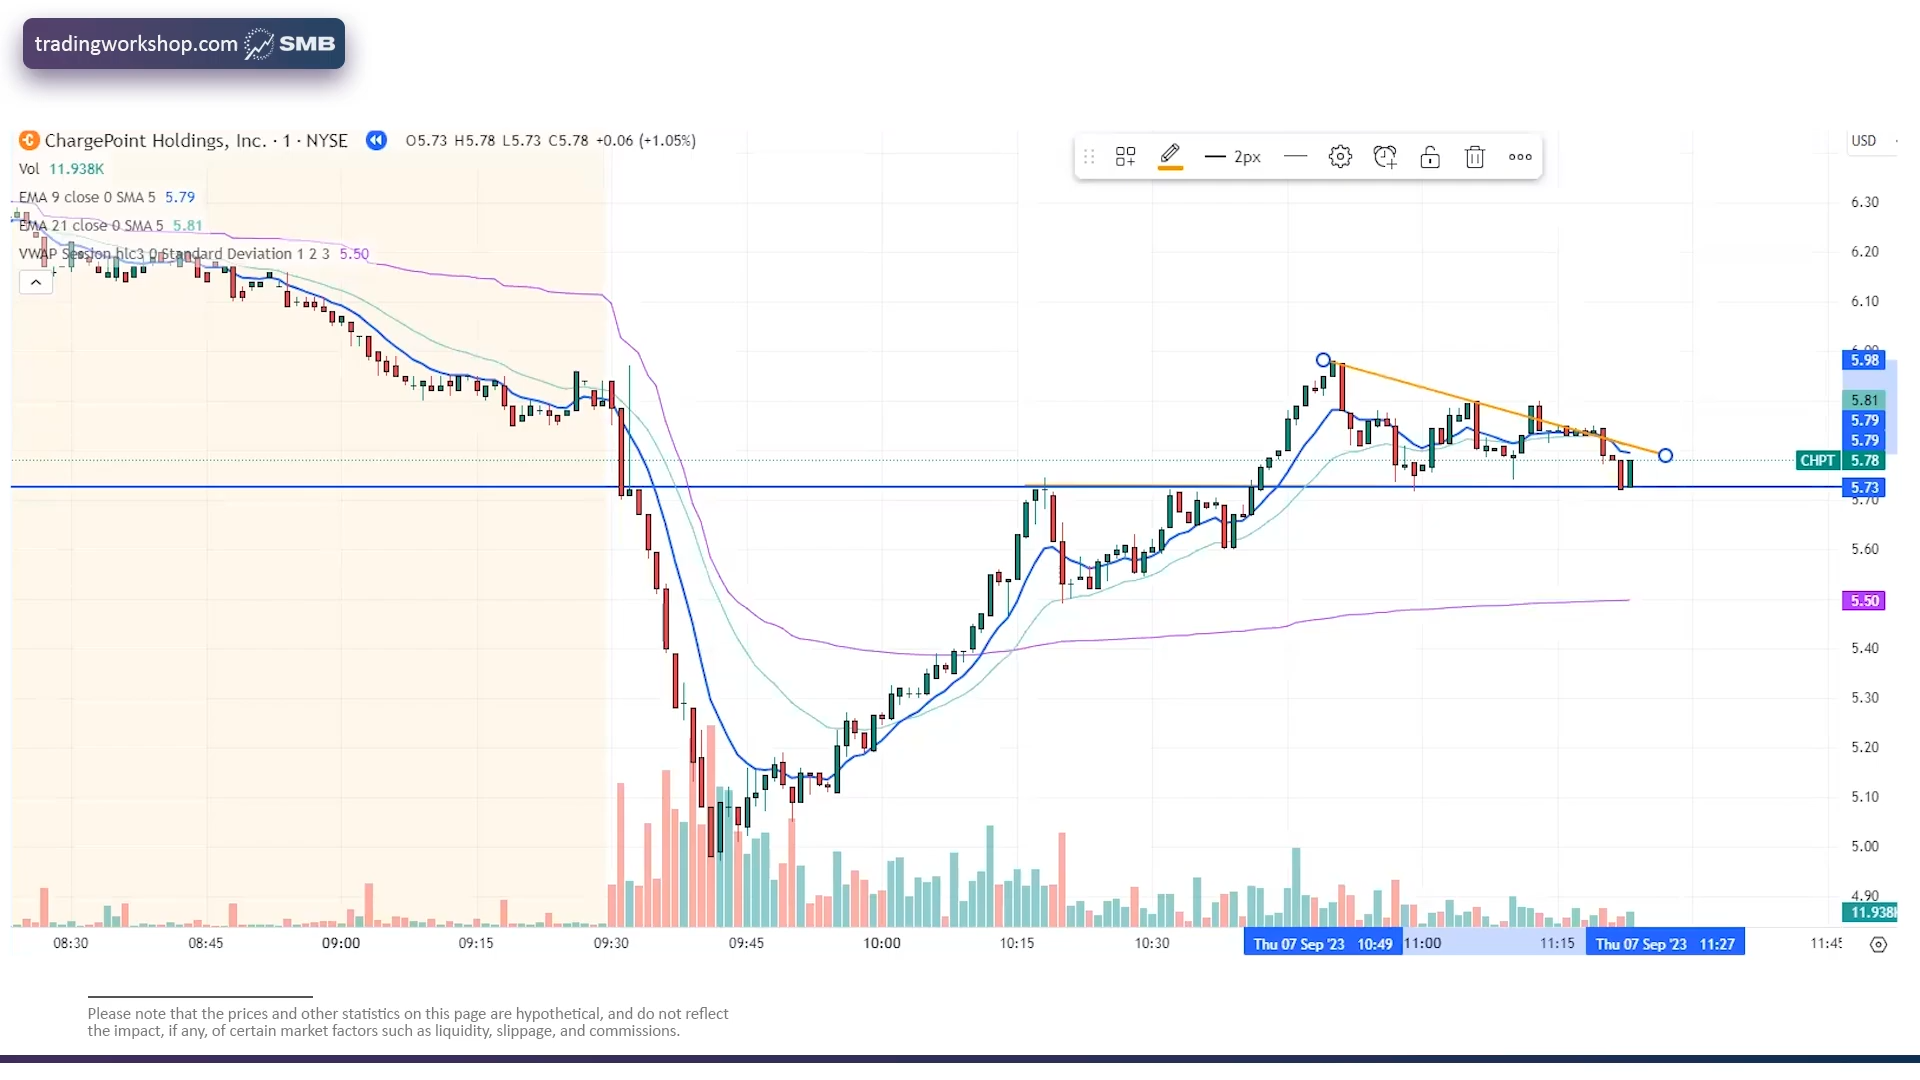 tradingworkshop.com SMB
ChargePoint Holdings, Inc. · 1 · NYSE O5.73 H5.78 L5.73 C5.78 +0.06 (+1.05%)
2px
USD
Vol 11.938K
EMA 9 close 0 SMA 5 5.79
EMA 21 close 0 SMA 5 5.81
VWAP Session hlc3 0 Standard Deviation 1 2 3 5.50
6.30
6.20
6.10
5.98
5.81
5.79
5.79
CHPT 5.78
5.73
5.70
5.60
5.50
5.40
5.30
5.20
5.10
5.00
4.90
11.938K
08:30 08:45 09:00 09:15 09:30 09:45 10:00 10:15 10:30 Thu 07 Sep '23 10:49 11:00 11:15 Thu 07 Sep '23 11:27 11:45
Please note that the prices and other statistics on this page are hypothetical, and do not reflect
the impact, if any, of certain market factors such as liquidity, slippage, and commissions.